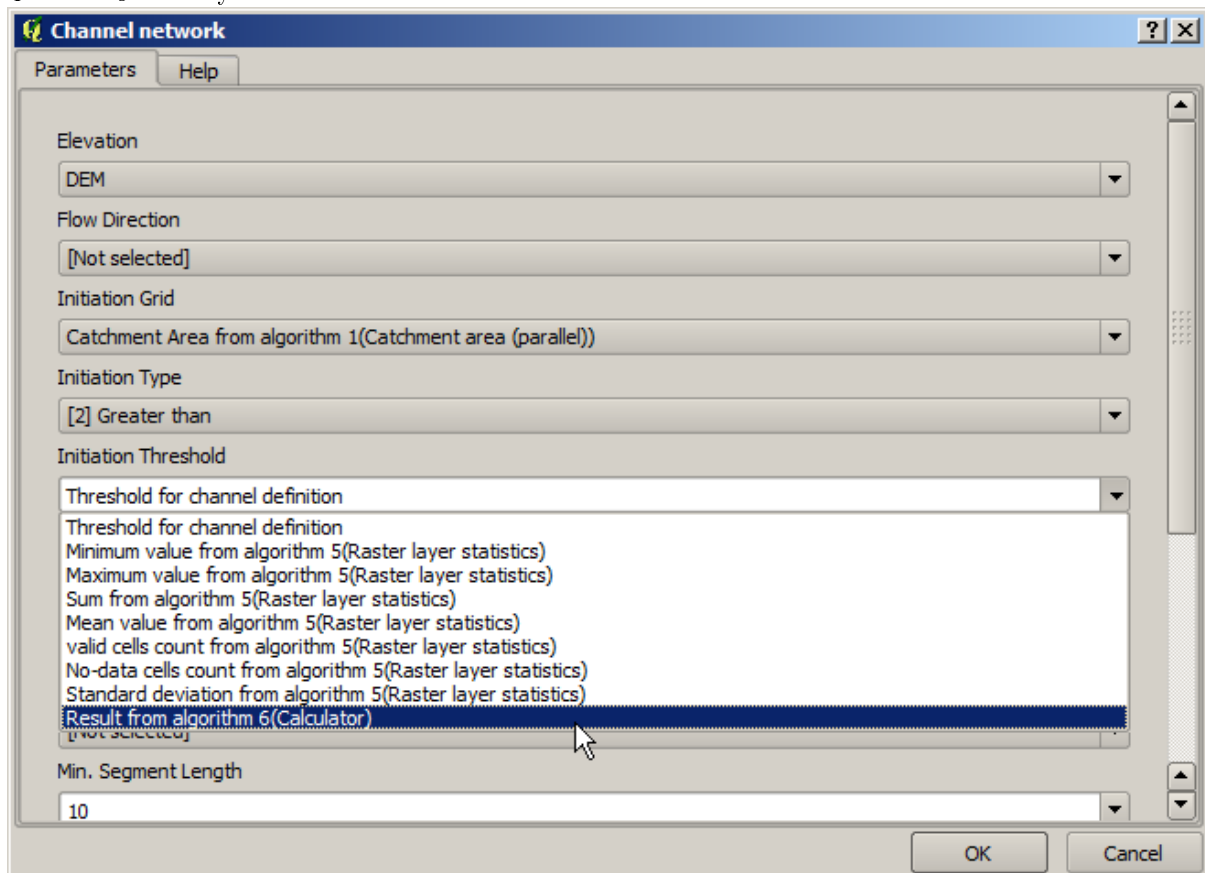 Channel network
Parameters Help
Elevation
DEM
Flow Direction
[Not selected]
Initiation Grid
Catchment Area from algorithm 1(Catchment area (parallel))
Initiation Type
[2] Greater than
Initiation Threshold
Threshold for channel definition
Threshold for channel definition
Minimum value from algorithm 5(Raster layer statistics)
Maximum value from algorithm 5(Raster layer statistics)
Sum from algorithm 5(Raster layer statistics)
Mean value from algorithm 5(Raster layer statistics)
valid cells count from algorithm 5(Raster layer statistics)
No-data cells count from algorithm 5(Raster layer statistics)
Standard deviation from algorithm 5(Raster layer statistics)
Result from algorithm 6(Calculator)
[Not selected]
Min. Segment Length
10
OK Cancel